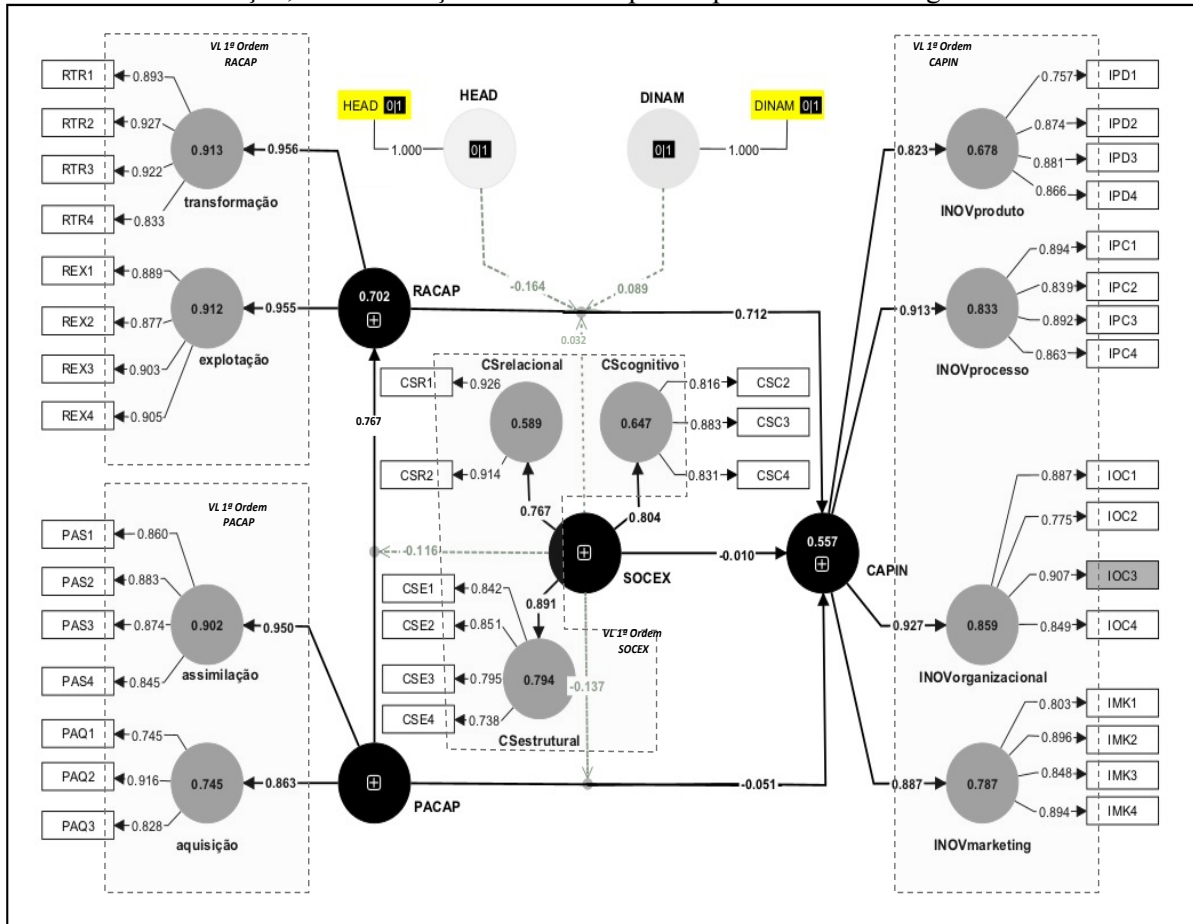 VL 1ª Ordem
RACAP
RTR1
0.893
RTR2
0.927
RTR3
0.922
RTR4
0.833
0.913
transformação
0.956
REX1
0.889
REX2
0.877
REX3
0.903
REX4
0.905
0.912
explotação
0.955
VL 1ª Ordem
PACAP
PAS1
0.860
PAS2
0.883
PAS3
0.874
PAS4
0.845
0.902
assimilação
0.950
PAQ1
0.745
PAQ2
0.916
PAQ3
0.828
0.745
aquisição
0.863
HEAD 0|1
1.000
HEAD
0|1
DINAM
0|1
DINAM 0|1
1.000
-0.164
0.089
0.032
0.702
RACAP
0.712
0.767
CSrelacional
CSR1
0.926
CSR2
0.914
0.589
0.767
CScognitivo
0.647
0.816
CSC2
0.883
CSC3
0.831
CSC4
0.804
SOCEX
-0.116
-0.010
-0.137
0.891
VL 1ª Ordem
SOCEX
CSE1
0.842
CSE2
0.851
CSE3
0.795
CSE4
0.738
0.794
CSestrutural
PACAP
-0.051
0.557
CAPIN
VL 1ª Ordem
CAPIN
0.823
0.678
INOVproduto
0.757
IPD1
0.874
IPD2
0.881
IPD3
0.866
IPD4
0.913
0.833
INOVprocesso
0.894
IPC1
0.839
IPC2
0.892
IPC3
0.863
IPC4
0.927
0.859
INOVorganizacional
0.887
IOC1
0.775
IOC2
0.907
IOC3
0.849
IOC4
0.887
0.787
INOVmarketing
0.803
IMK1
0.896
IMK2
0.848
IMK3
0.894
IMK4